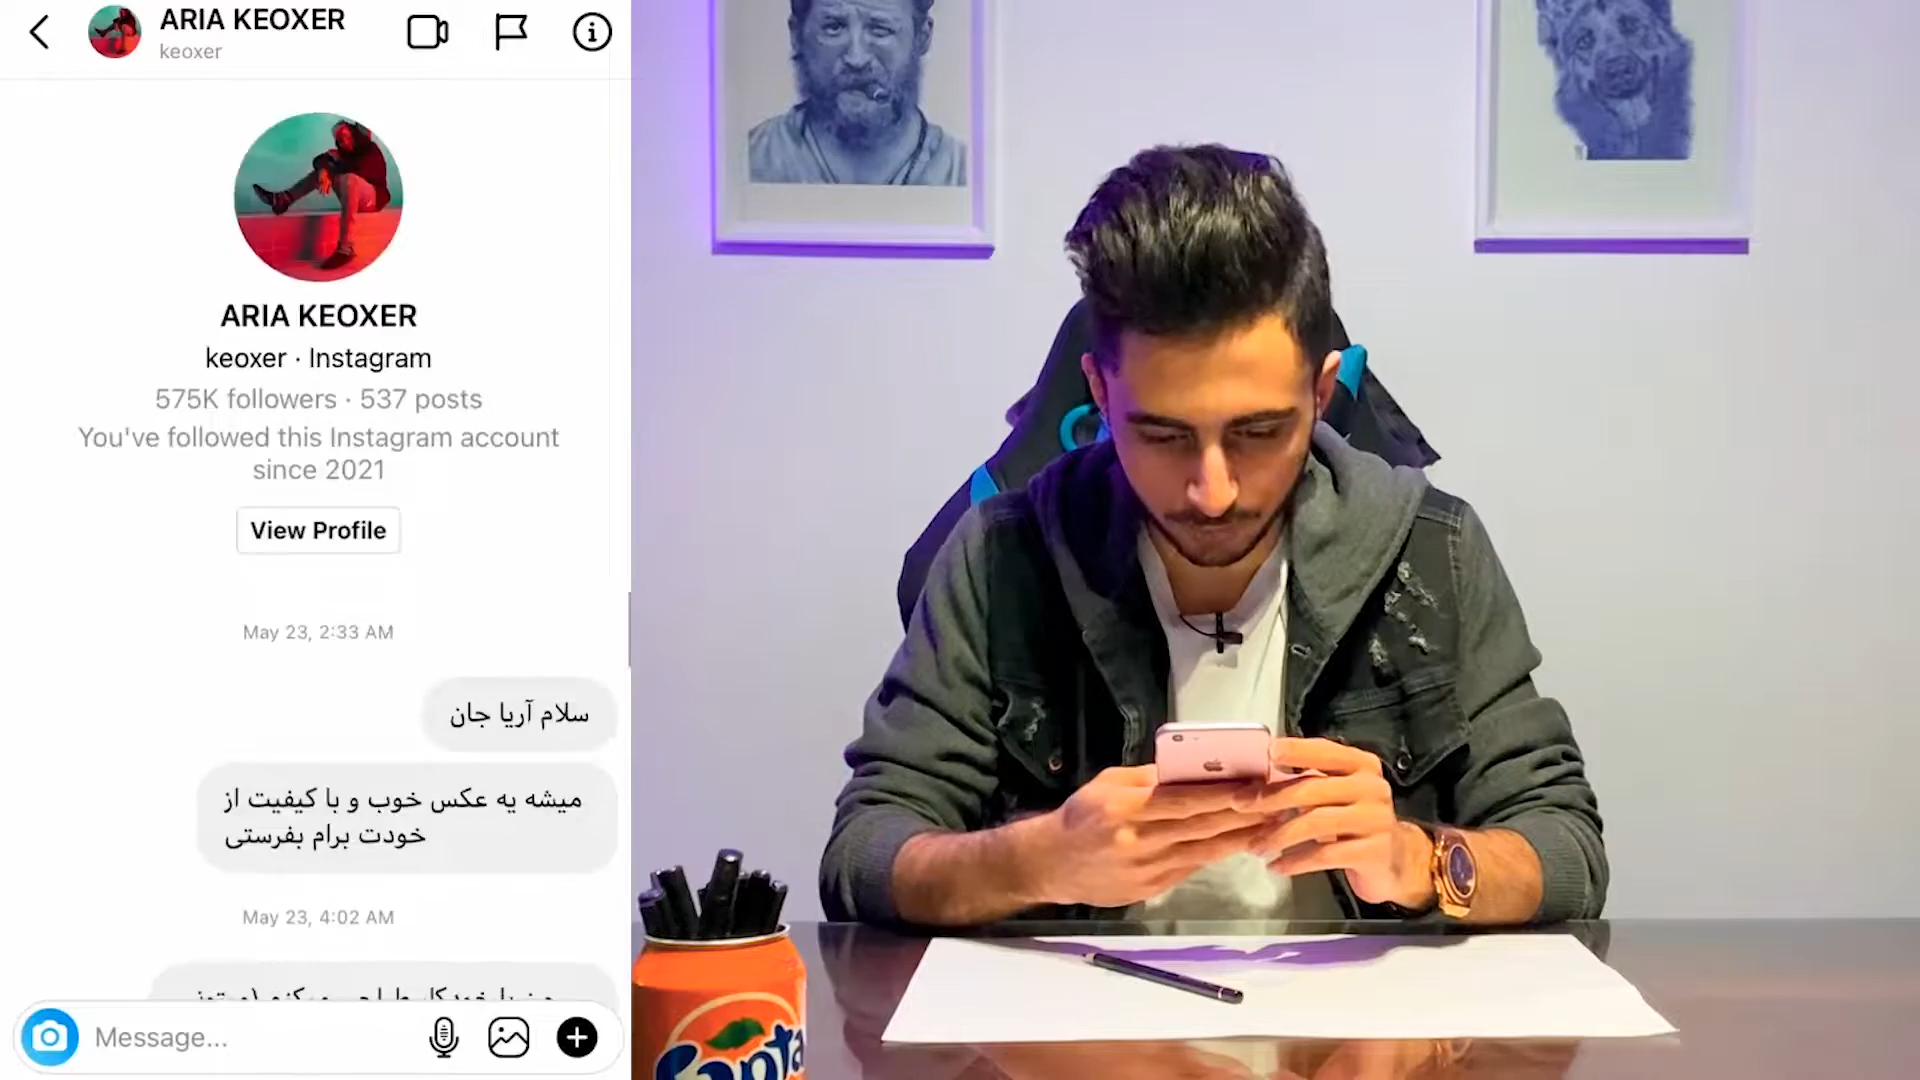 ARIA KEOXER
keoxer
ARIA KEOXER
keoxer · Instagram
575K followers · 537 posts
You've followed this Instagram account
since 2021
View Profile
May 23, 2:33 AM
سلام آریا جان
میشه یه عکس خوب و با کیفیت از
خودت برام بفرستی
May 23, 4:02 AM
Message...
Fanta